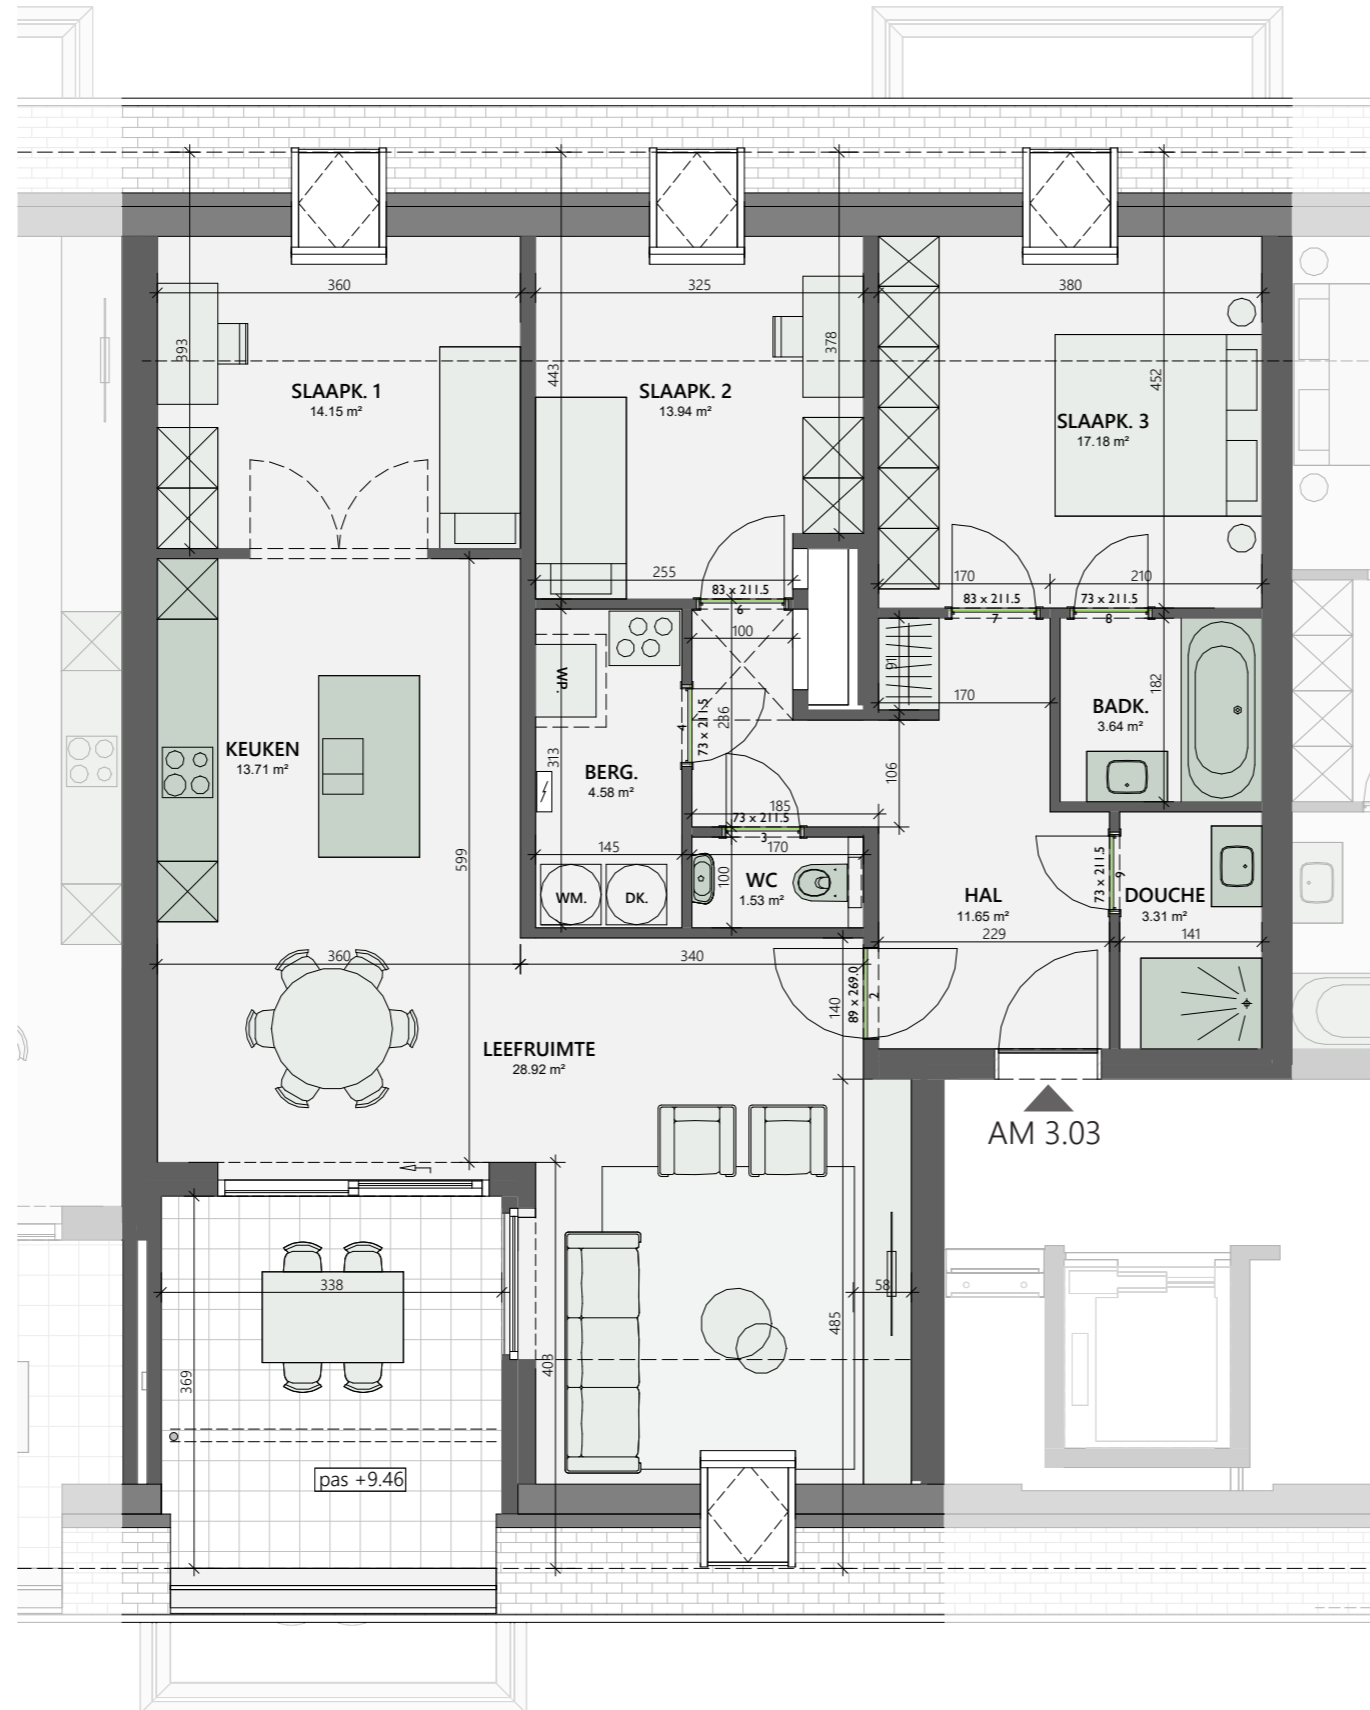 360
325
380
393
443
378
452
SLAAPK. 1
14.15 m²
SLAAPK. 2
13.94 m²
SLAAPK. 3
17.18 m²
255
170
210
83 x 211.5
6
83 x 211.5
7
73 x 211.5
8
100
WP.
91
170
182
BADK.
3.64 m²
KEUKEN
13.71 m²
313
4
73 x 211.5
236
BERG.
4.58 m²
106
185
73 x 211.5
3
145
170
599
100
WC
1.53 m²
WM.
DK.
HAL
11.65 m²
229
73 x 211.5
9
DOUCHE
3.31 m²
141
360
340
140
89 x 269.0
2
LEEFRUIMTE
28.92 m²
AM 3.03
338
58
485
408
369
pas +9.46